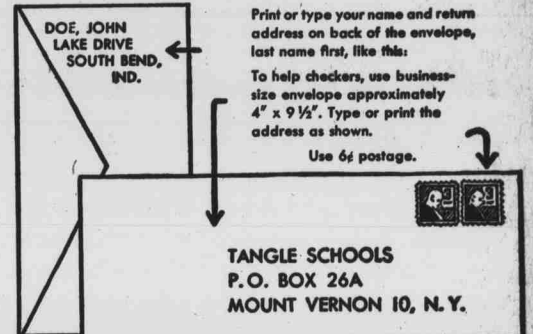 DOE, JOHN
LAKE DRIVE
SOUTH BEND,
IND.
Print or type your name and return
address on back of the envelope,
last name first, like this:
To help checkers, use business-
size envelope approximately
4" x 9½". Type or print the
address as shown.
Use 6¢ postage.
TANGLE SCHOOLS
P. O. BOX 26A
MOUNT VERNON 10, N. Y.